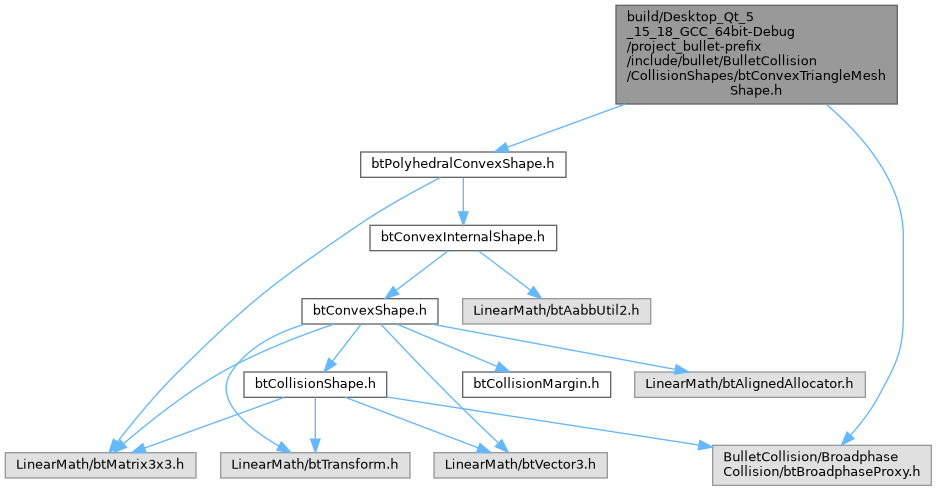 build/Desktop_Qt_5
_15_18_GCC_64bit-Debug
/project_bullet-prefix
/include/bullet/BulletCollision
/CollisionShapes/btConvexTriangleMesh
Shape.h
btPolyhedralConvexShape.h
btConvexInternalShape.h
btConvexShape.h
LinearMath/btAabbUtil2.h
btCollisionShape.h
btCollisionMargin.h
LinearMath/btAlignedAllocator.h
LinearMath/btMatrix3x3.h
LinearMath/btTransform.h
LinearMath/btVector3.h
BulletCollision/Broadphase
Collision/btBroadphaseProxy.h